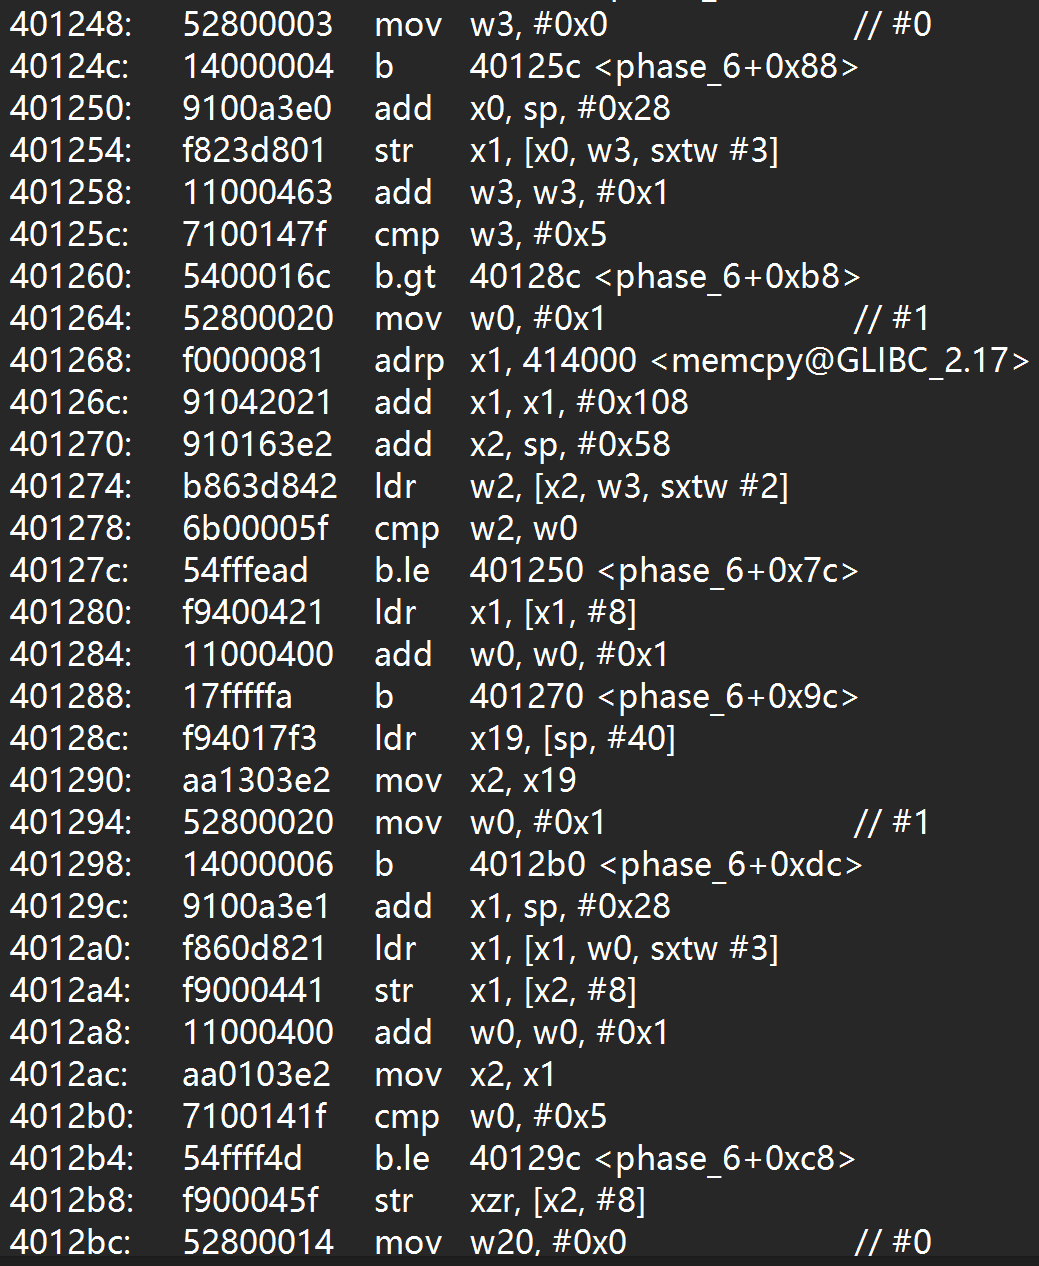 401248: 52800003 mov w3, #0x0 // #0
40124c: 14000004 b 40125c <phase_6+0x88>
401250: 9100a3e0 add x0, sp, #0x28
401254: f823d801 str x1, [x0, w3, sxtw #3]
401258: 11000463 add w3, w3, #0x1
40125c: 7100147f cmp w3, #0x5
401260: 5400016c b.gt 40128c <phase_6+0xb8>
401264: 52800020 mov w0, #0x1 // #1
401268: f0000081 adrp x1, 414000 <memcpy@GLIBC_2.17>
40126c: 91042021 add x1, x1, #0x108
401270: 910163e2 add x2, sp, #0x58
401274: b863d842 ldr w2, [x2, w3, sxtw #2]
401278: 6b00005f cmp w2, w0
40127c: 54fffead b.le 401250 <phase_6+0x7c>
401280: f9400421 ldr x1, [x1, #8]
401284: 11000400 add w0, w0, #0x1
401288: 17fffffa b 401270 <phase_6+0x9c>
40128c: f94017f3 ldr x19, [sp, #40]
401290: aa1303e2 mov x2, x19
401294: 52800020 mov w0, #0x1 // #1
401298: 14000006 b 4012b0 <phase_6+0xdc>
40129c: 9100a3e1 add x1, sp, #0x28
4012a0: f860d821 ldr x1, [x1, w0, sxtw #3]
4012a4: f9000441 str x1, [x2, #8]
4012a8: 11000400 add w0, w0, #0x1
4012ac: aa0103e2 mov x2, x1
4012b0: 7100141f cmp w0, #0x5
4012b4: 54ffff4d b.le 40129c <phase_6+0xc8>
4012b8: f900045f str xzr, [x2, #8]
4012bc: 52800014 mov w20, #0x0 // #0